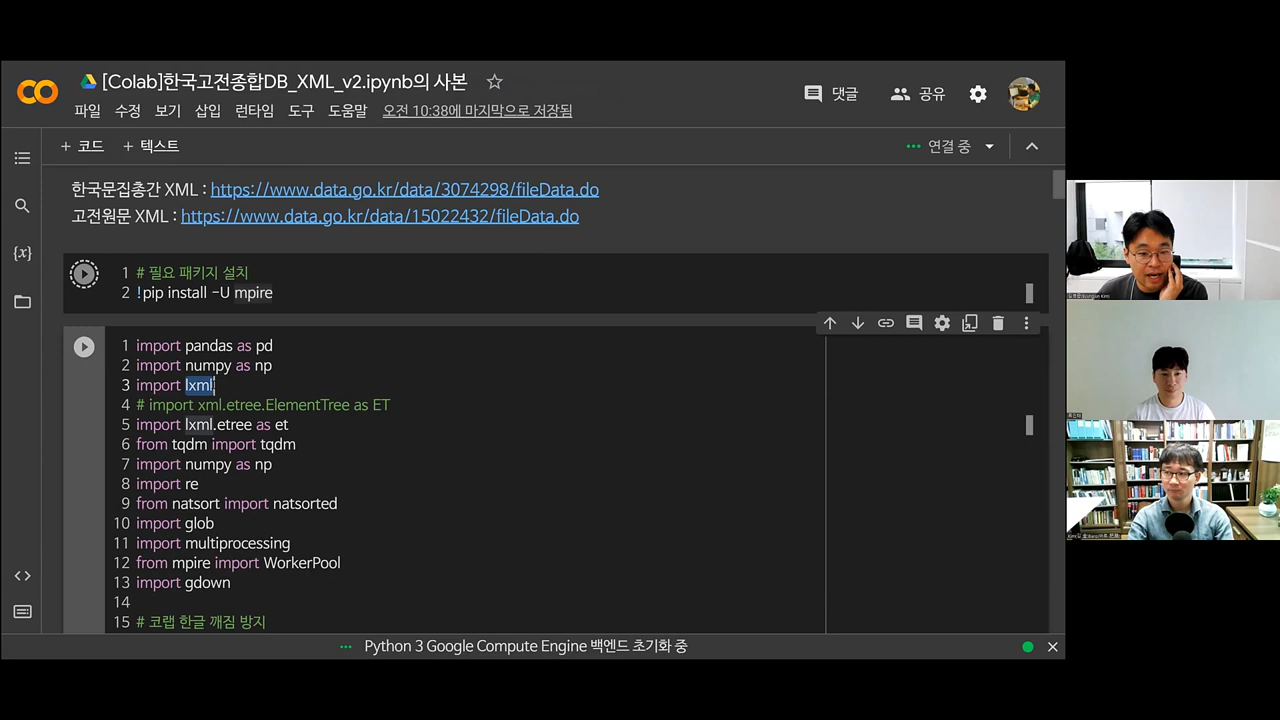 [Colab]한국고전종합DB_XML_v2.ipynb의 사본
파일 수정 보기 삽입 런타임 도구 도움말 오전 10:38에 마지막으로 저장됨
댓글 공유
+ 코드 + 텍스트
연결 중
한국문집총간 XML : https://www.data.go.kr/data/3074298/fileData.do
고전원문 XML : https://www.data.go.kr/data/15022432/fileData.do
1 # 필요 패키지 설치
2 !pip install -U mpire
1 import pandas as pd
2 import numpy as np
3 import lxml
4 # import xml.etree.ElementTree as ET
5 import lxml.etree as et
6 from tqdm import tqdm
7 import numpy as np
8 import re
9 from natsort import natsorted
10 import glob
11 import multiprocessing
12 from mpire import WorkerPool
13 import gdown
14
15 # 코랩 한글 깨짐 방지
{x}
Python 3 Google Compute Engine 백엔드 초기화 중